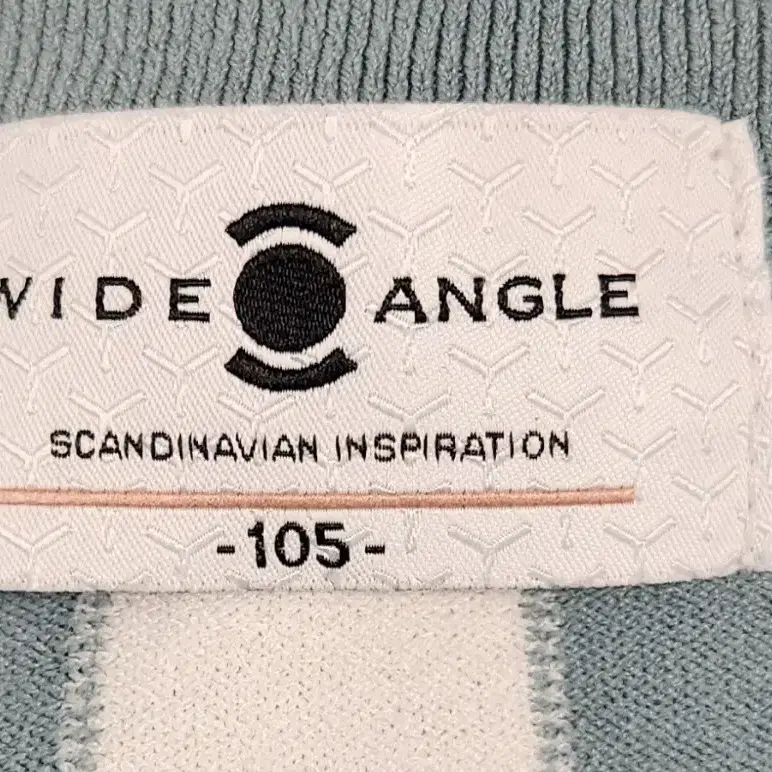 WIDE ANGLE
SCANDINAVIAN INSPIRATION
-105-